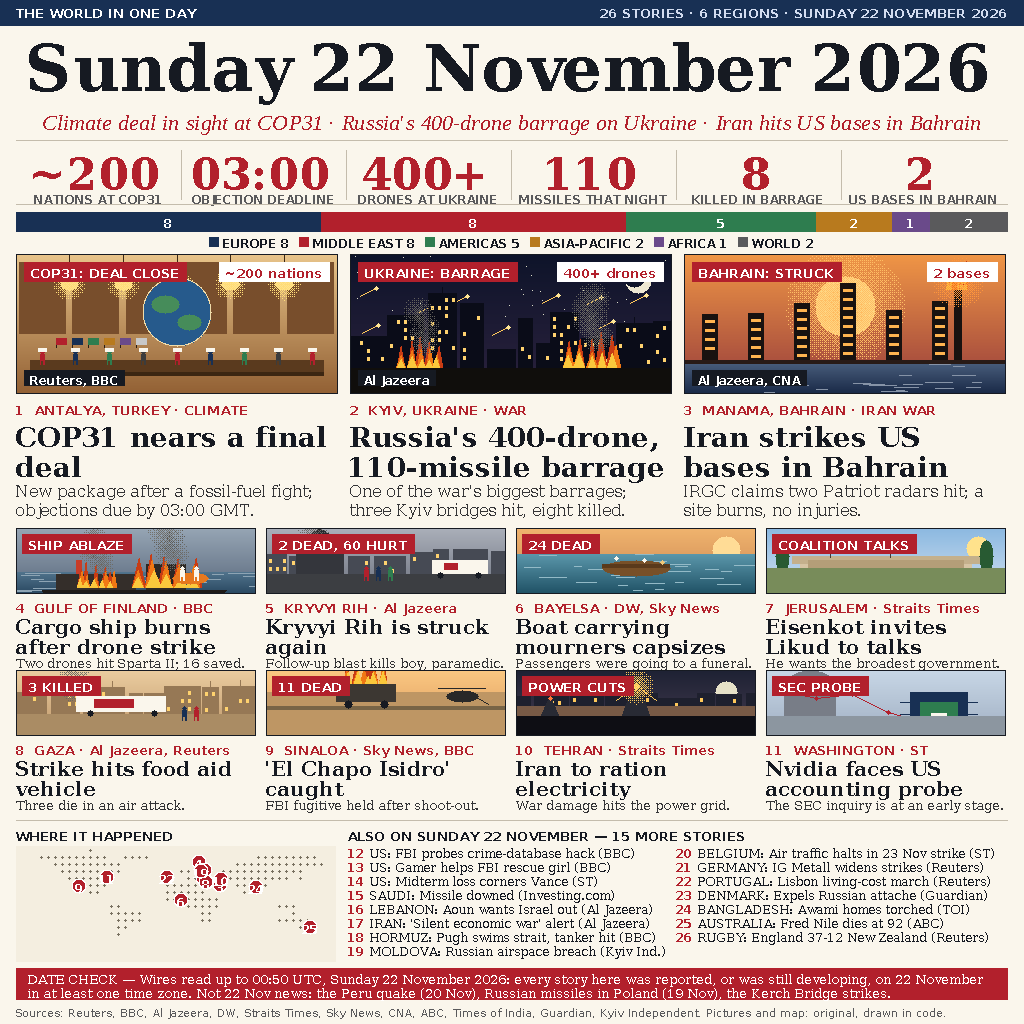 THE WORLD IN ONE DAY
26 STORIES · 6 REGIONS · SUNDAY 22 NOVEMBER 2026
Sunday 22 November 2026
Climate deal in sight at COP31 · Russia's 400-drone barrage on Ukraine · Iran hits US bases in Bahrain
~200
NATIONS AT COP31
03:00
OBJECTION DEADLINE
400+
DRONES AT UKRAINE
110
MISSILES THAT NIGHT
8
KILLED IN BARRAGE
2
US BASES IN BAHRAIN
8 8 5 2 1 2
EUROPE 8 MIDDLE EAST 8 AMERICAS 5 ASIA-PACIFIC 2 AFRICA 1 WORLD 2
COP31: DEAL CLOSE
~200 nations
Reuters, BBC
1 ANTALYA, TURKEY · CLIMATE
COP31 nears a final
deal
New package after a fossil-fuel fight;
objections due by 03:00 GMT.
UKRAINE: BARRAGE
400+ drones
Al Jazeera
2 KYIV, UKRAINE · WAR
Russia's 400-drone,
110-missile barrage
One of the war's biggest barrages;
three Kyiv bridges hit, eight killed.
BAHRAIN: STRUCK
2 bases
Al Jazeera, CNA
3 MANAMA, BAHRAIN · IRAN WAR
Iran strikes US
bases in Bahrain
IRGC claims two Patriot radars hit; a
site burns, no injuries.
SHIP ABLAZE
4 GULF OF FINLAND · BBC
Cargo ship burns
after drone strike
Two drones hit Sparta II; 16 saved.
2 DEAD, 60 HURT
5 KRYVYI RIH · Al Jazeera
Kryvyi Rih is struck
again
Follow-up blast kills boy, paramedic.
24 DEAD
6 BAYELSA · DW, Sky News
Boat carrying
mourners capsizes
Passengers were going to a funeral.
COALITION TALKS
7 JERUSALEM · Straits Times
Eisenkot invites
Likud to talks
He wants the broadest government.
3 KILLED
8 GAZA · Al Jazeera, Reuters
Strike hits food aid
vehicle
Three die in an air attack.
11 DEAD
9 SINALOA · Sky News, BBC
'El Chapo Isidro'
caught
FBI fugitive held after shoot-out.
POWER CUTS
10 TEHRAN · Straits Times
Iran to ration
electricity
War damage hits the power grid.
SEC PROBE
11 WASHINGTON · ST
Nvidia faces US
accounting probe
The SEC inquiry is at an early stage.
WHERE IT HAPPENED
ALSO ON SUNDAY 22 NOVEMBER — 15 MORE STORIES
12 US: FBI probes crime-database hack (BBC)
13 US: Gamer helps FBI rescue girl (BBC)
14 US: Midterm loss corners Vance (ST)
15 SAUDI: Missile downed (Investing.com)
16 LEBANON: Aoun wants Israel out (Al Jazeera)
17 IRAN: 'Silent economic war' alert (Al Jazeera)
18 HORMUZ: Pugh swims strait, tanker hit (BBC)
19 MOLDOVA: Russian airspace breach (Kyiv Ind.)
20 BELGIUM: Air traffic halts in 23 Nov strike (ST)
21 GERMANY: IG Metall widens strikes (Reuters)
22 PORTUGAL: Lisbon living-cost march (Reuters)
23 DENMARK: Expels Russian attache (Guardian)
24 BANGLADESH: Awami homes torched (TOI)
25 AUSTRALIA: Fred Nile dies at 92 (ABC)
26 RUGBY: England 37-12 New Zealand (Reuters)
DATE CHECK — Wires read up to 00:50 UTC, Sunday 22 November 2026: every story here was reported, or was still developing, on 22 November
in at least one time zone. Not 22 Nov news: the Peru quake (20 Nov), Russian missiles in Poland (19 Nov), the Kerch Bridge strikes.
Sources: Reuters, BBC, Al Jazeera, DW, Straits Times, Sky News, CNA, ABC, Times of India, Guardian, Kyiv Independent. Pictures and map: original, drawn in code.